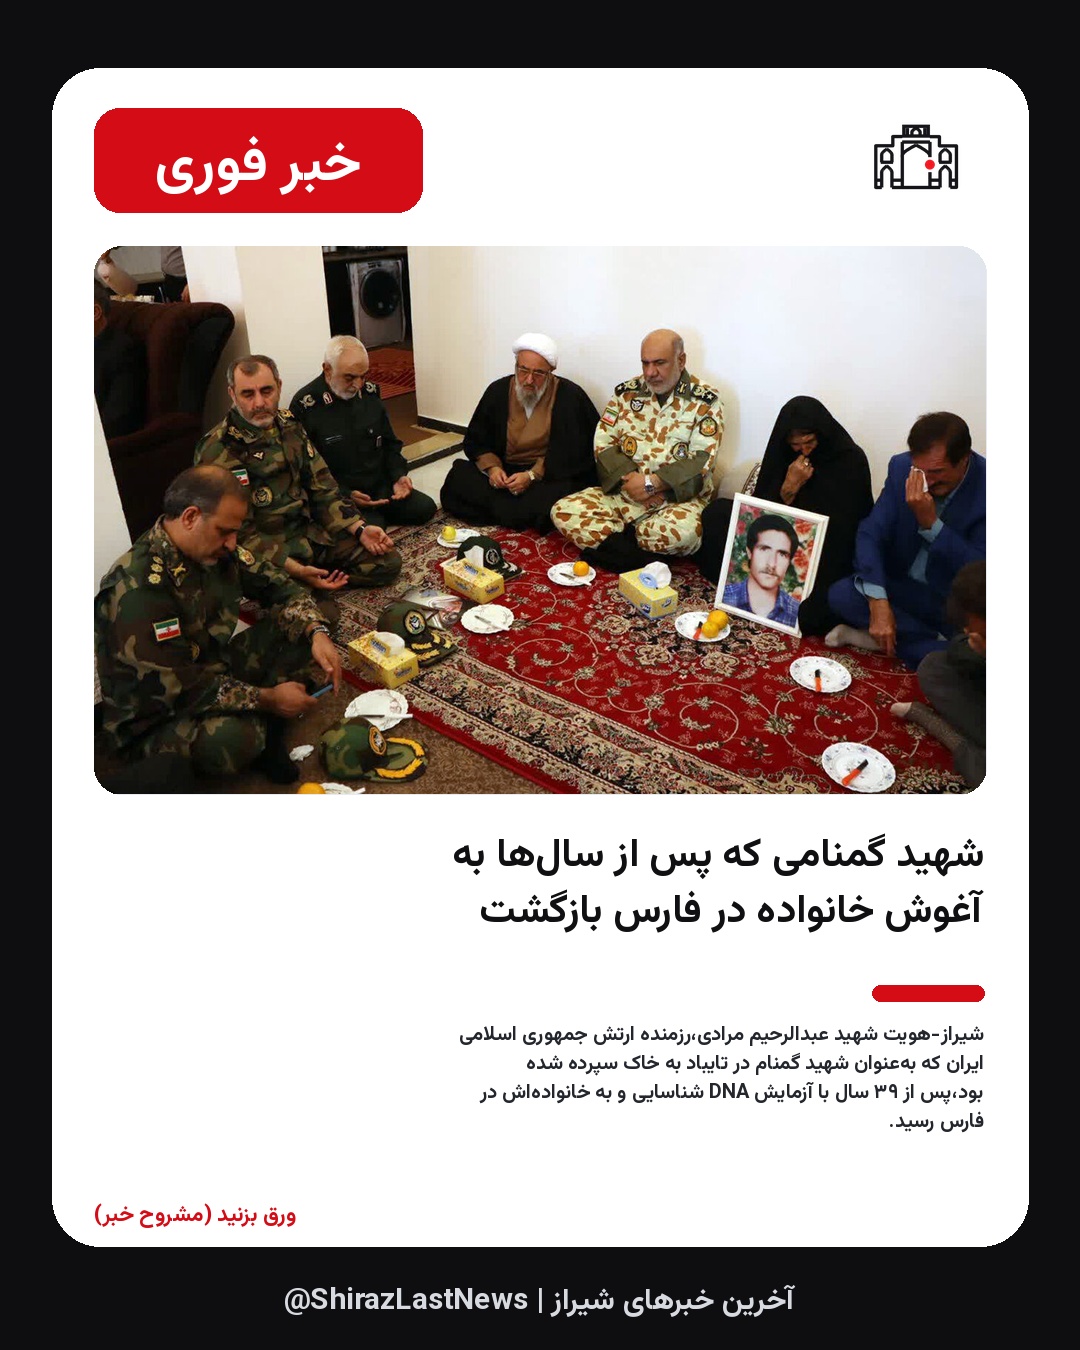 خبر فوری
شهید گمنامی که پس از سال‌ها به
آغوش خانواده در فارس بازگشت
شیراز-هویت شهید عبدالرحیم مرادی،رزمنده ارتش جمهوری اسلامی
ایران که به‌عنوان شهید گمنام در تایباد به خاک سپرده شده
بود،پس از ۳۹ سال با آزمایش DNA شناسایی و به خانواده‌اش در
فارس رسید.
ورق بزنید (مشروح خبر)
آخرین خبرهای شیراز | @ShirazLastNews